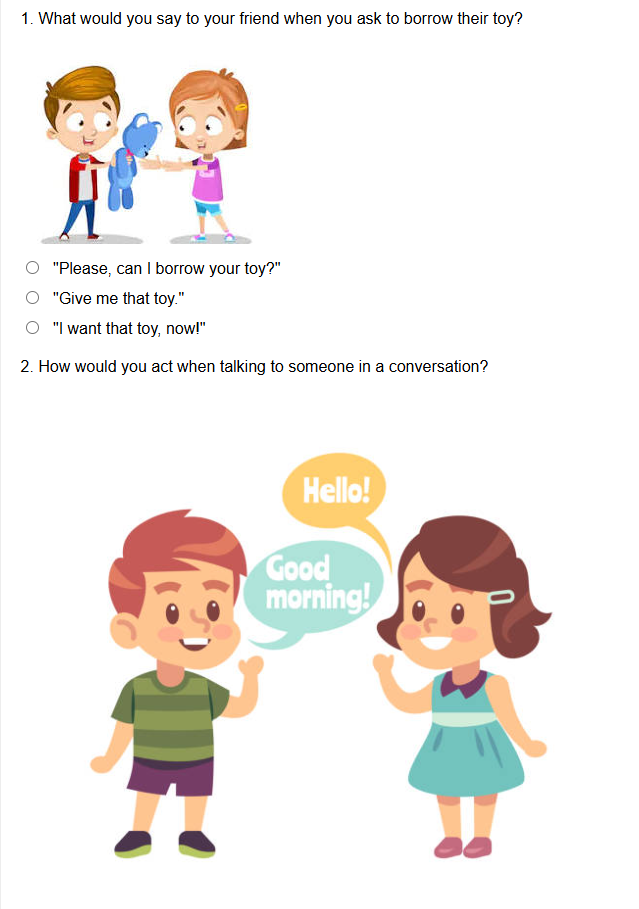 1. What would you say to your friend when you ask to borrow their toy?
"Please, can I borrow your toy?"
"Give me that toy."
"I want that toy, now!"
2. How would you act when talking to someone in a conversation?
Hello!
Good
morning!